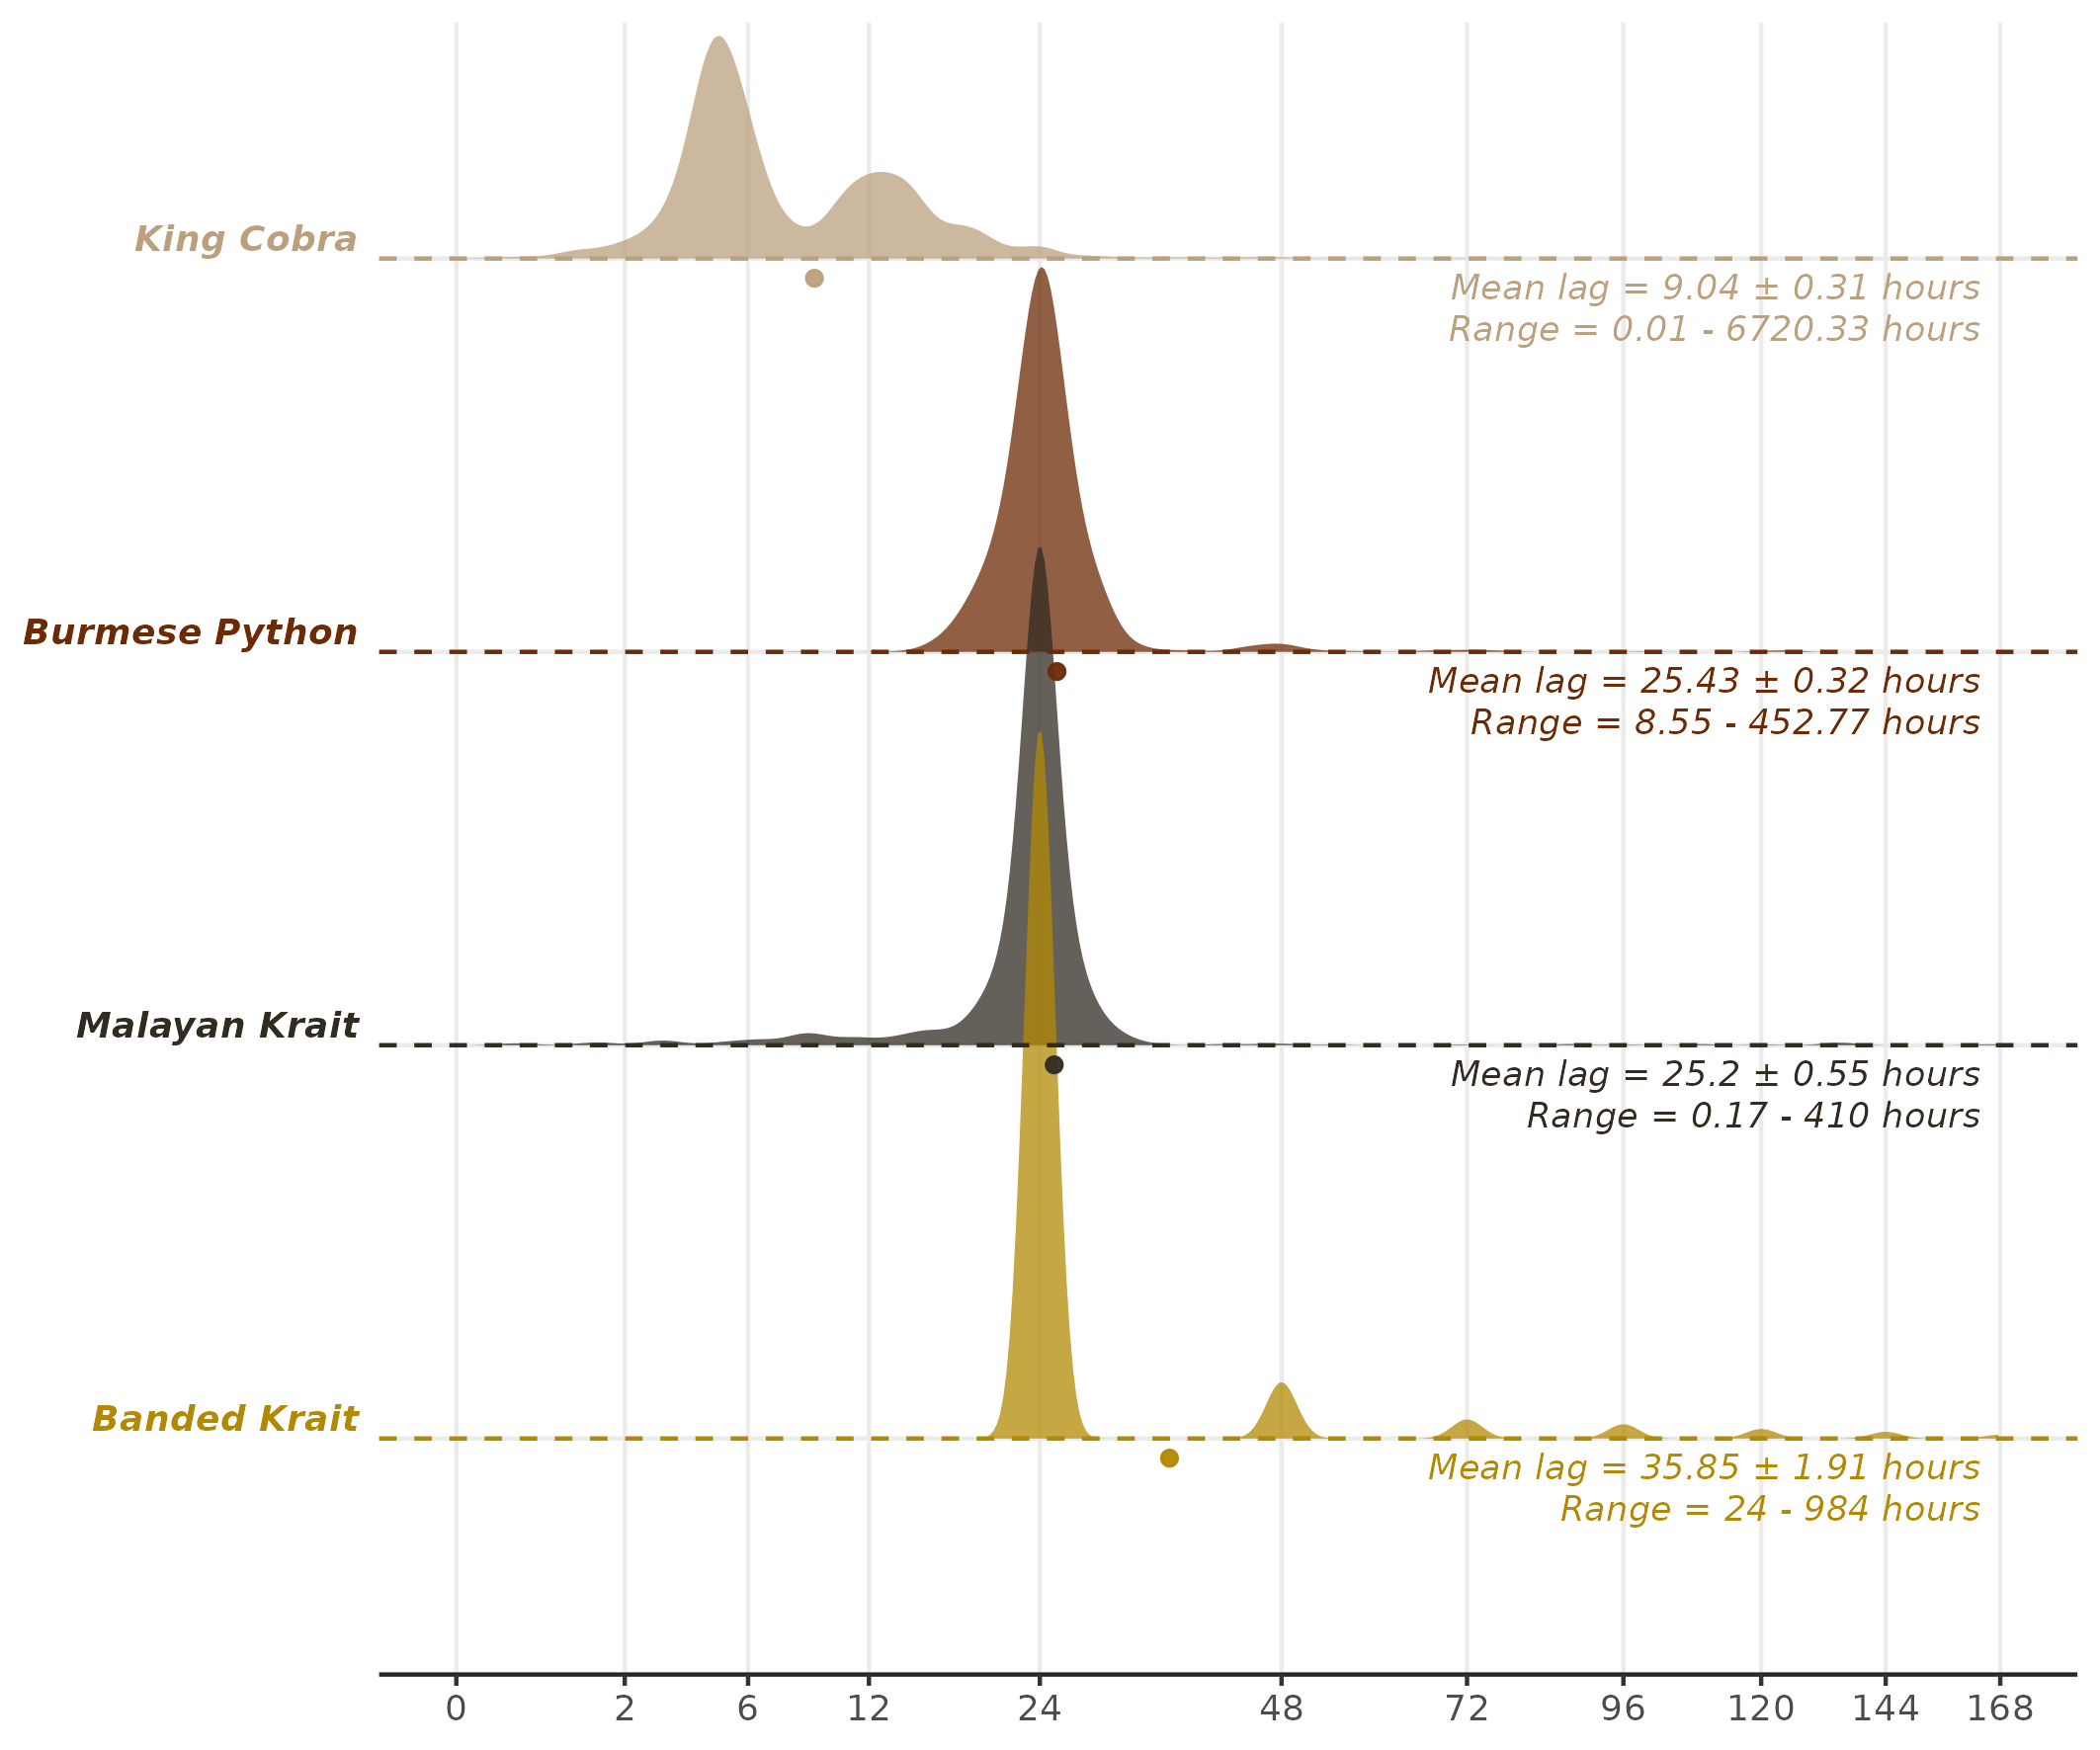 King Cobra
Mean lag = 9.04 ± 0.31 hours
Range = 0.01 - 6720.33 hours
Burmese Python
Mean lag = 25.43 ± 0.32 hours
Range = 8.55 - 452.77 hours
Malayan Krait
Mean lag = 25.2 ± 0.55 hours
Range = 0.17 - 410 hours
Banded Krait
Mean lag = 35.85 ± 1.91 hours
Range = 24 - 984 hours
0 2 6 12 24 48 72 96 120 144 168